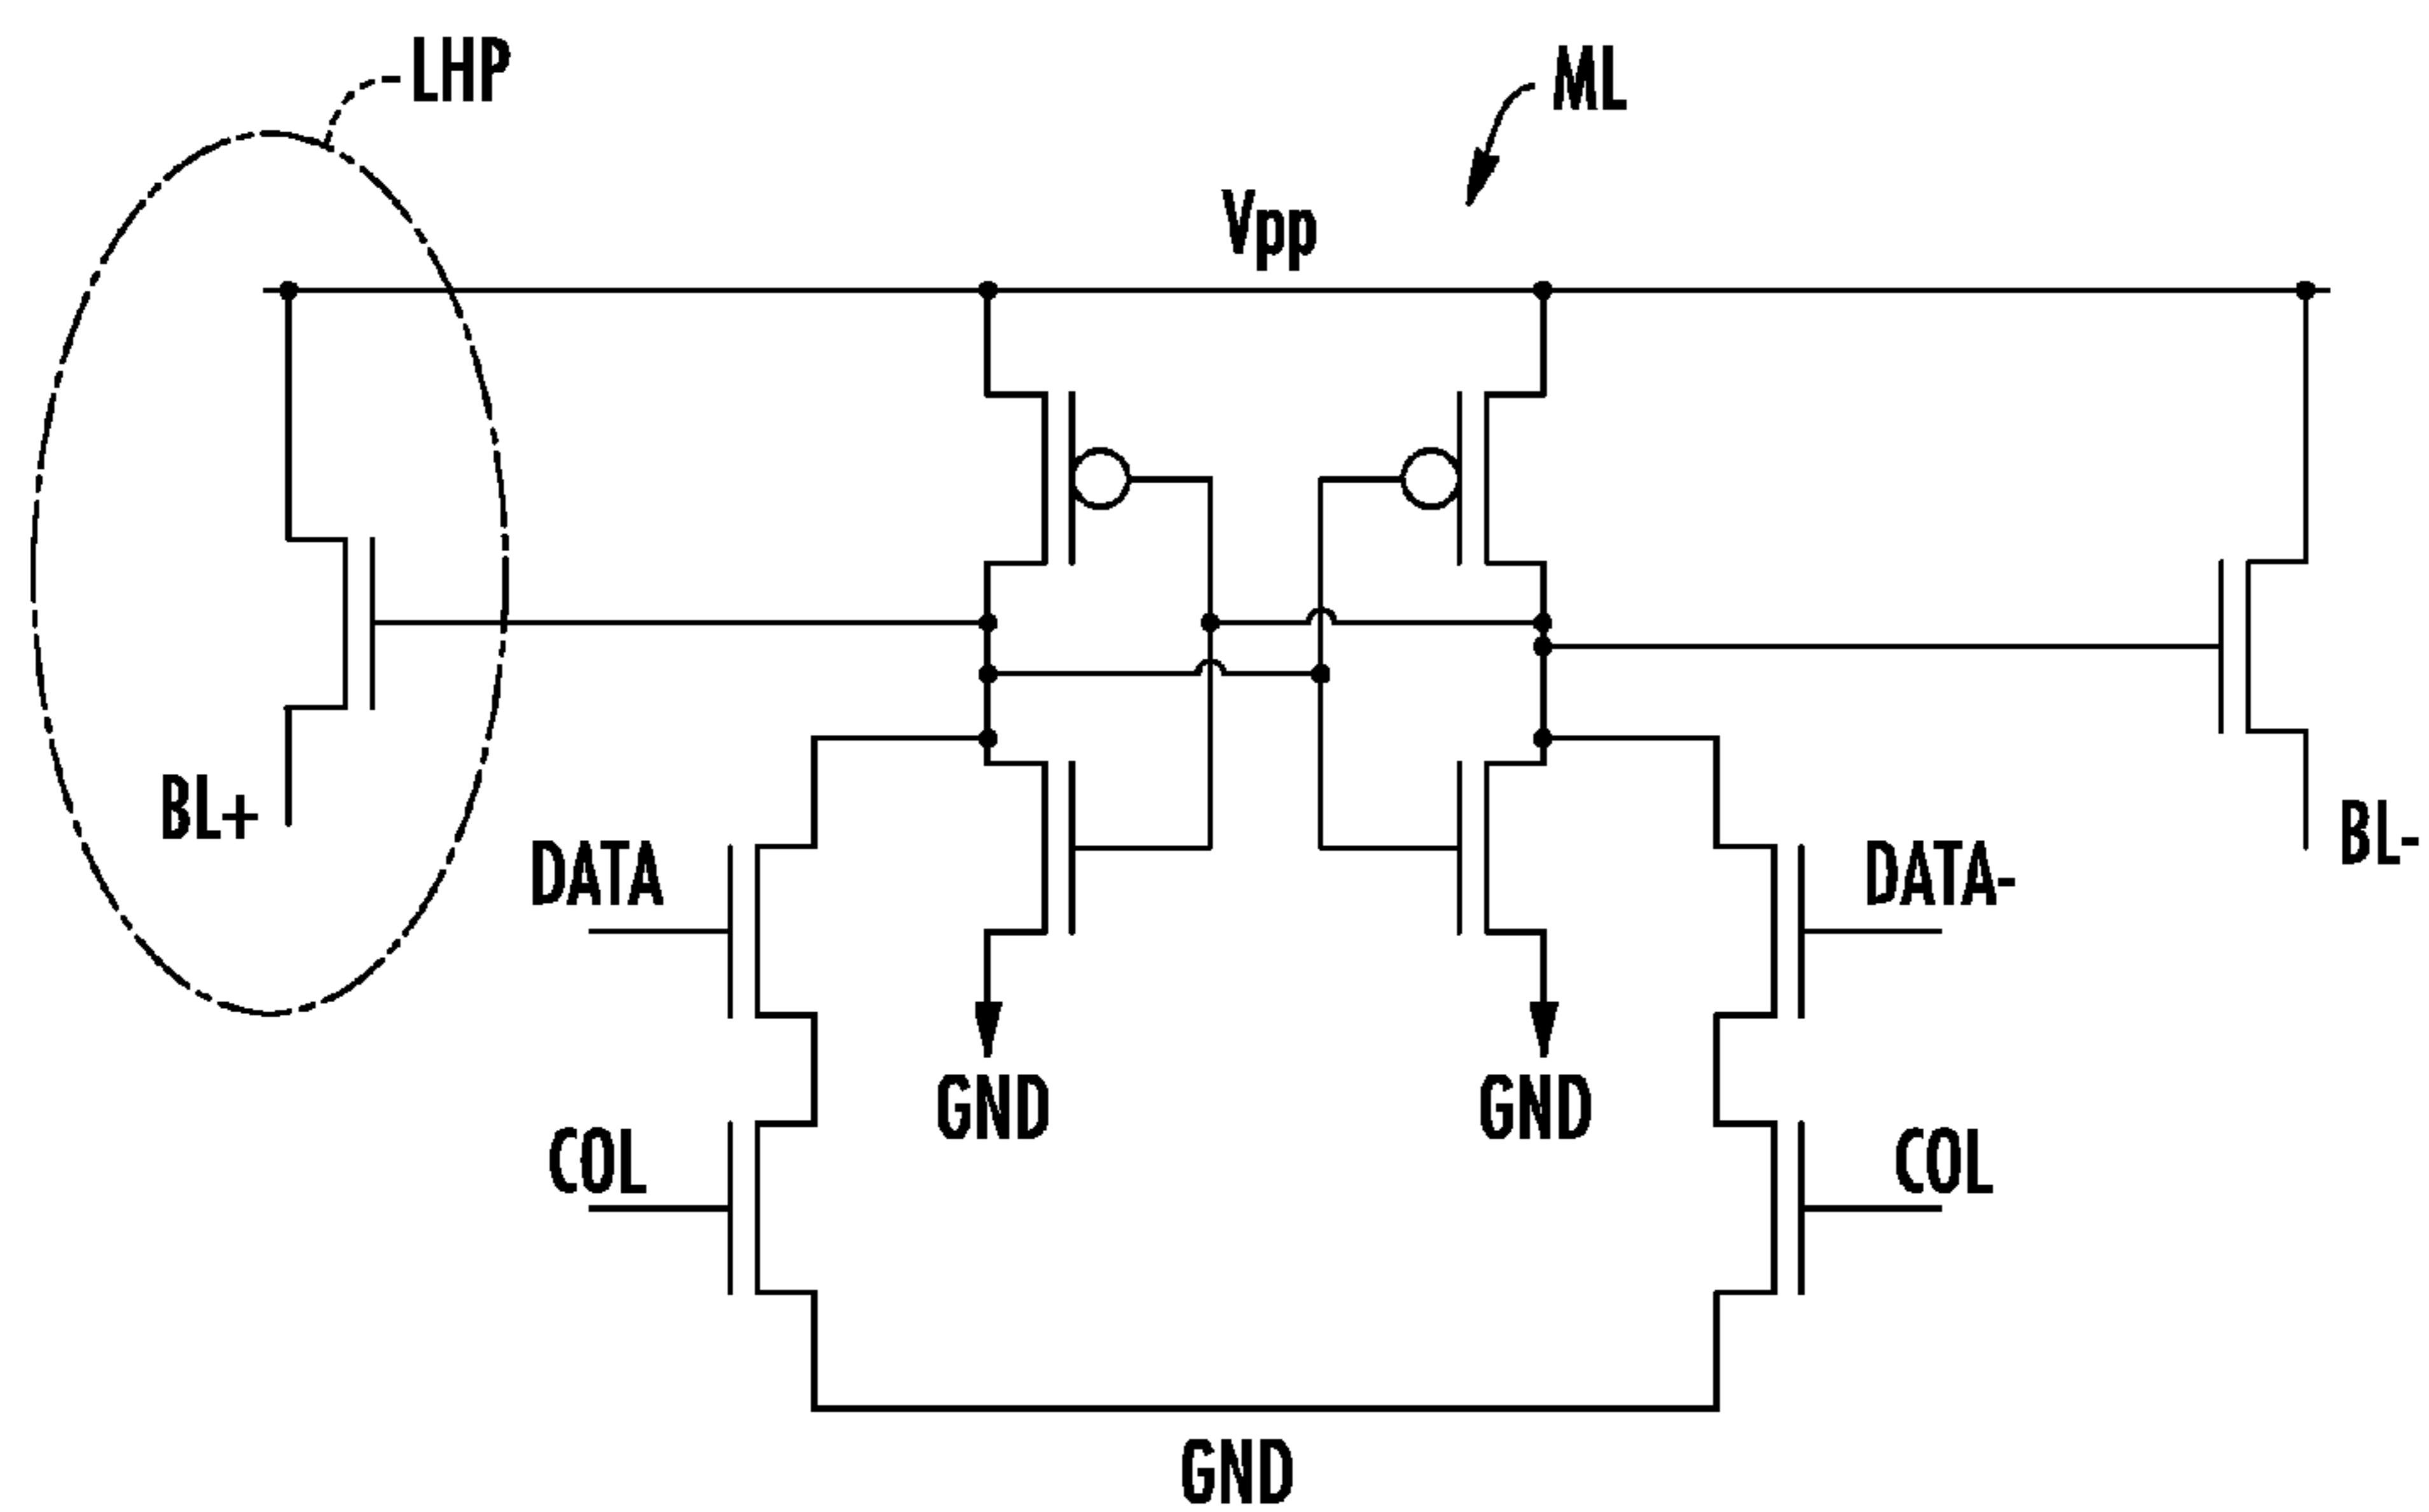 LHP
ML
Vpp
BL+
BL-
DATA
DATA-
GND
GND
COL
COL
GND